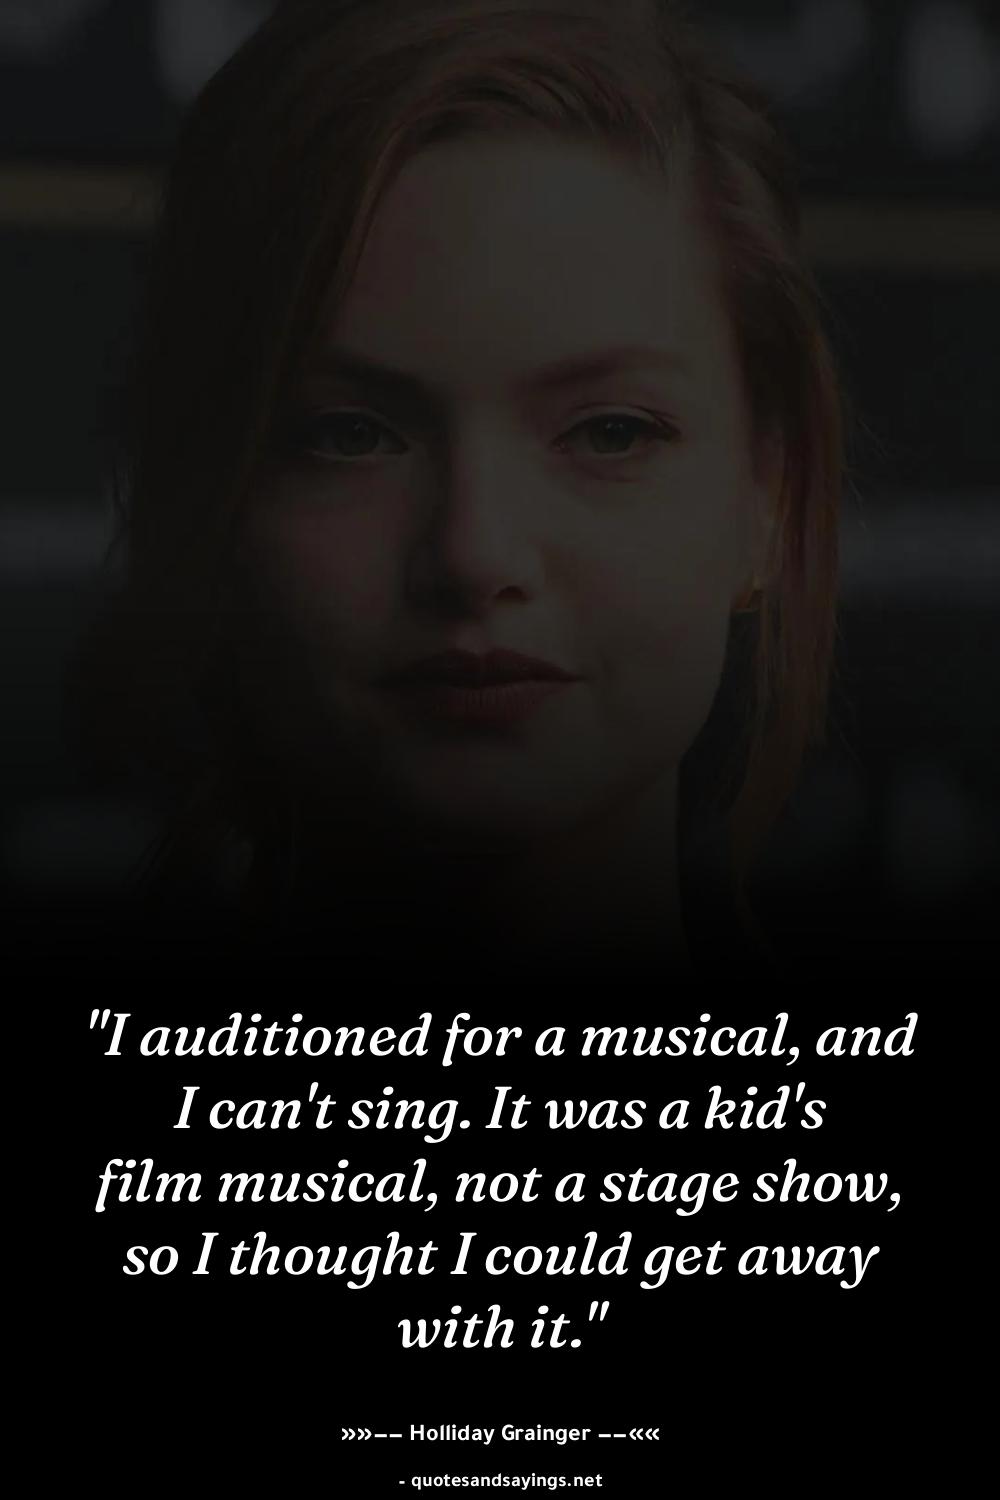 "I auditioned for a musical, and
I can't sing. It was a kid's
film musical, not a stage show,
so I thought I could get away
with it."
»»–– Holliday Grainger ––««
- quotesandsayings.net